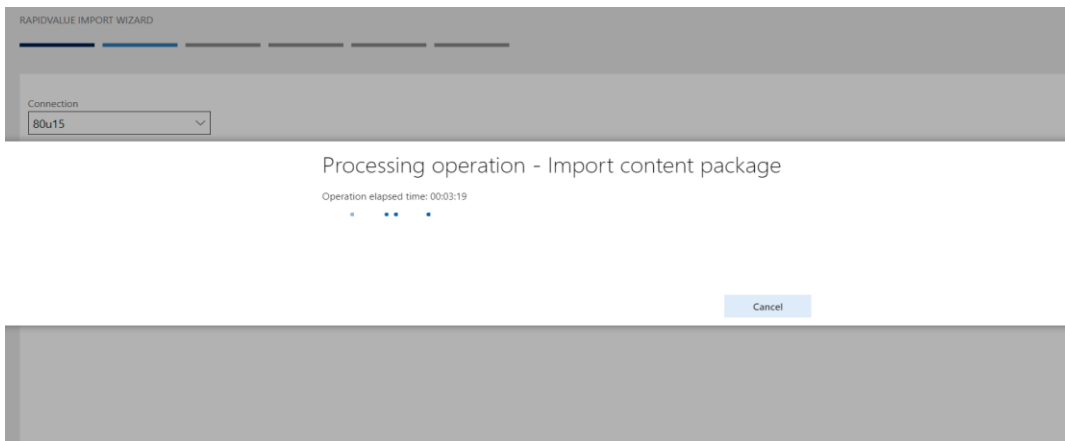 RAPIDVALUE IMPORT WIZARD
Connection
80u15
Processing operation - Import content package
Operation elapsed time: 00:03:19
Cancel